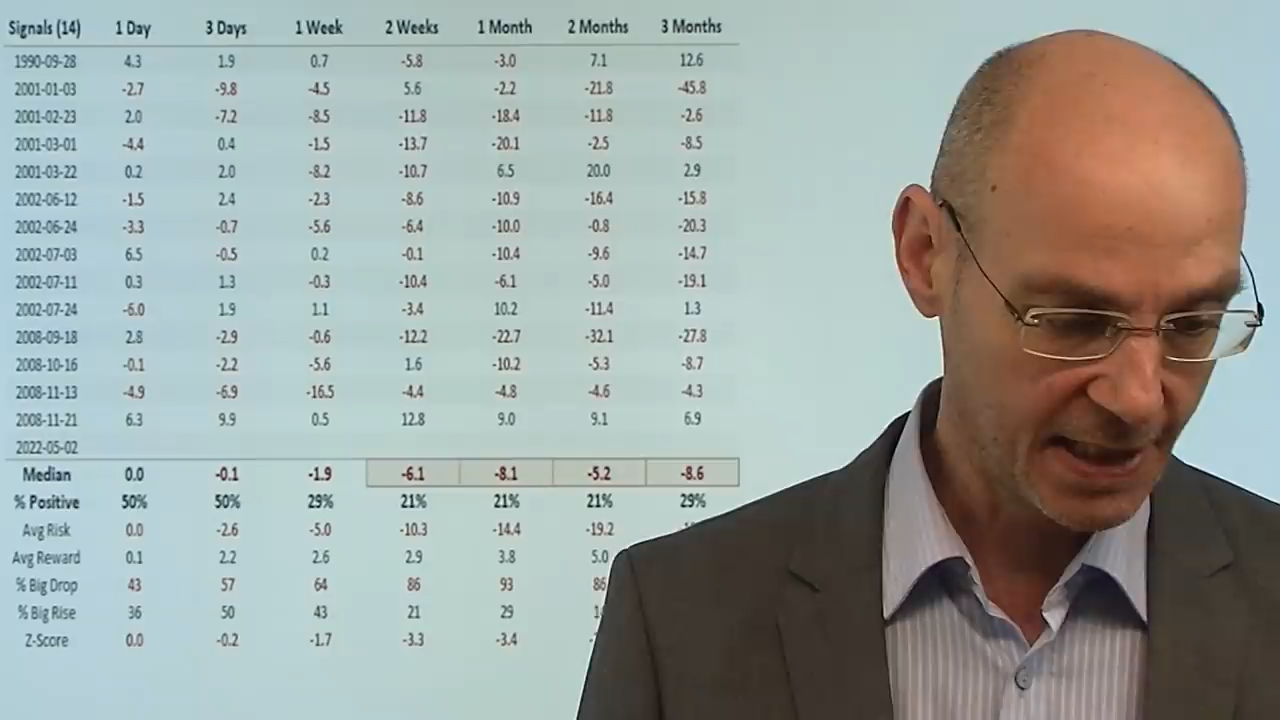 Signals (14) 1 Day 3 Days 1 Week 2 Weeks 1 Month 2 Months 3 Months
1990-09-28 4.3 1.9 0.7 -5.8 -3.0 7.1 12.6
2001-01-03 -2.7 -9.8 -4.5 5.6 -2.2 -21.8 -45.8
2001-02-23 2.0 -7.2 -8.5 -11.8 -18.4 -11.8 -2.6
2001-03-01 -4.4 0.4 -1.5 -13.7 -20.1 -2.5 -8.5
2001-03-22 0.2 2.0 -8.2 -10.7 6.5 20.0 2.9
2002-06-12 -1.5 2.4 -2.3 -8.6 -10.9 -16.4 -15.8
2002-06-24 -3.3 -0.7 -5.6 -6.4 -10.0 -0.8 -20.3
2002-07-03 6.5 -0.5 0.2 -0.1 -10.4 -9.6 -14.7
2002-07-11 0.3 1.3 -0.3 -10.4 -6.1 -5.0 -19.1
2002-07-24 -6.0 1.9 1.1 -3.4 10.2 -11.4 1.3
2008-09-18 2.8 -2.9 -0.6 -12.2 -22.7 -32.1 -27.8
2008-10-16 -0.1 -2.2 -5.6 1.6 -10.2 -5.3 -8.7
2008-11-13 -4.9 -6.9 -16.5 -4.4 -4.8 -4.6 -4.3
2008-11-21 6.3 9.9 0.5 12.8 9.0 9.1 6.9
2022-05-02
Median 0.0 -0.1 -1.9 -6.1 -8.1 -5.2 -8.6
% Positive 50% 50% 29% 21% 21% 21% 29%
Avg Risk 0.0 -2.6 -5.0 -10.3 -14.4 -19.2
Avg Reward 0.1 2.2 2.6 2.9 3.8 5.0
% Big Drop 43 57 64 86 93 86
% Big Rise 36 50 43 21 29
Z-Score 0.0 -0.2 -1.7 -3.3 -3.4